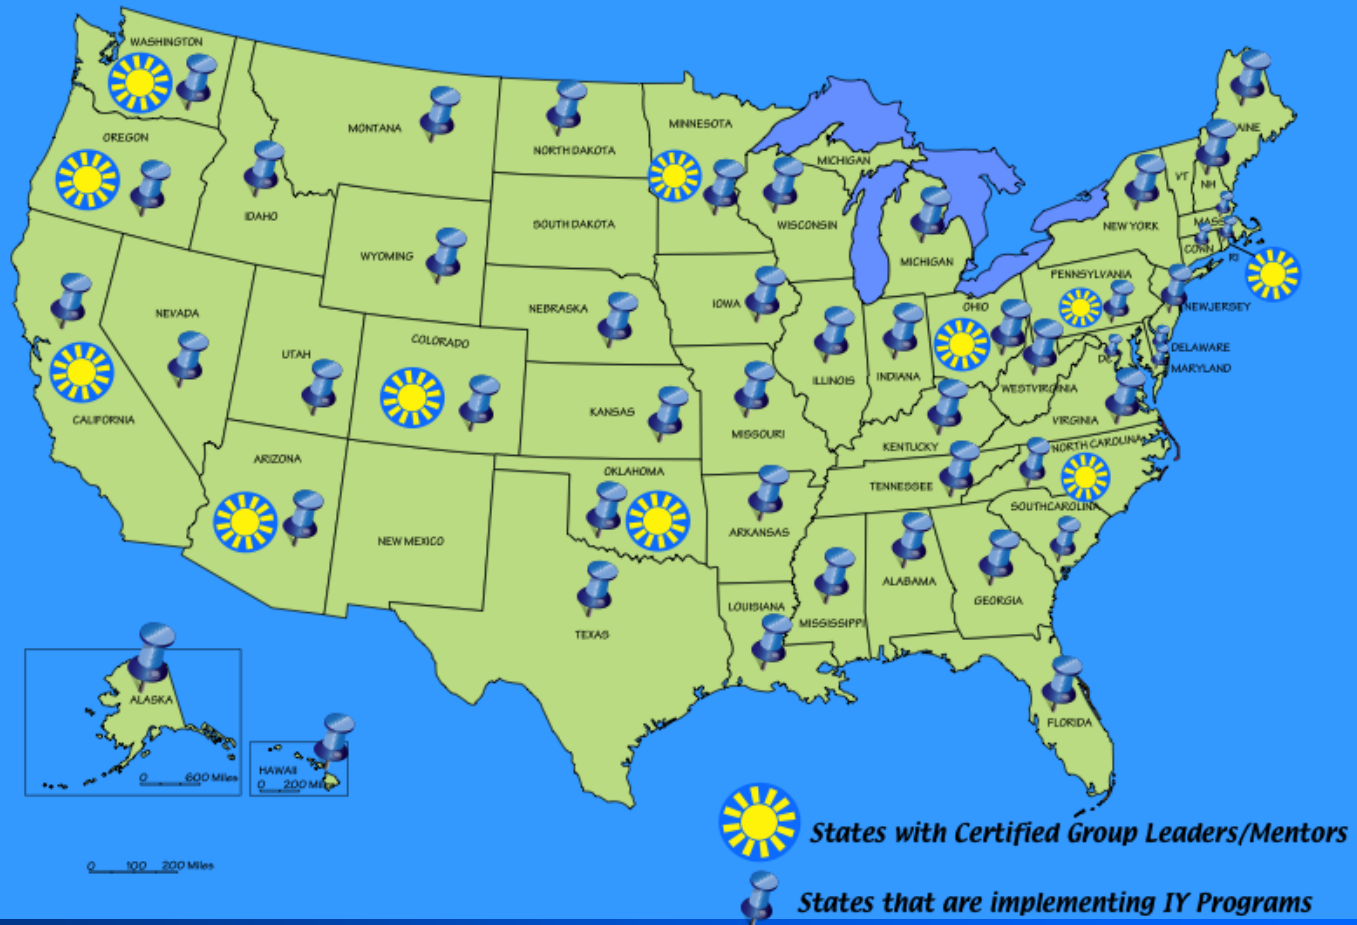 WASHINGTON
OREGON
MONTANA
NORTH DAKOTA
MINNESOTA
MICHIGAN
VT
NH
IDAHO
SOUTH DAKOTA
WISCONSIN
NEW YORK
MASS
WYOMING
MICHIGAN
CONN
RI
NEVADA
NEBRASKA
IOWA
OHIO
PENNSYLVANIA
NEWJERSEY
UTAH
COLORADO
ILLINOIS
INDIANA
DC
DELAWARE
MARYLAND
CALIFORNIA
KANSAS
MISSOURI
KENTUCKY
WESTVIRGINIA
VIRGINIA
ARIZONA
OKLAHOMA
TENNESSEE
NORTH CAROLINA
NEW MEXICO
ARKANSAS
SOUTHCAROLINA
TEXAS
LOUISIANA
MISSISSIPPI
ALABAMA
GEORGIA
ALASKA
0 600 Miles
HAWAII
0 200
FLORIDA
0 100 200 Miles
States with Certified Group Leaders/Mentors
States that are implementing IY Programs